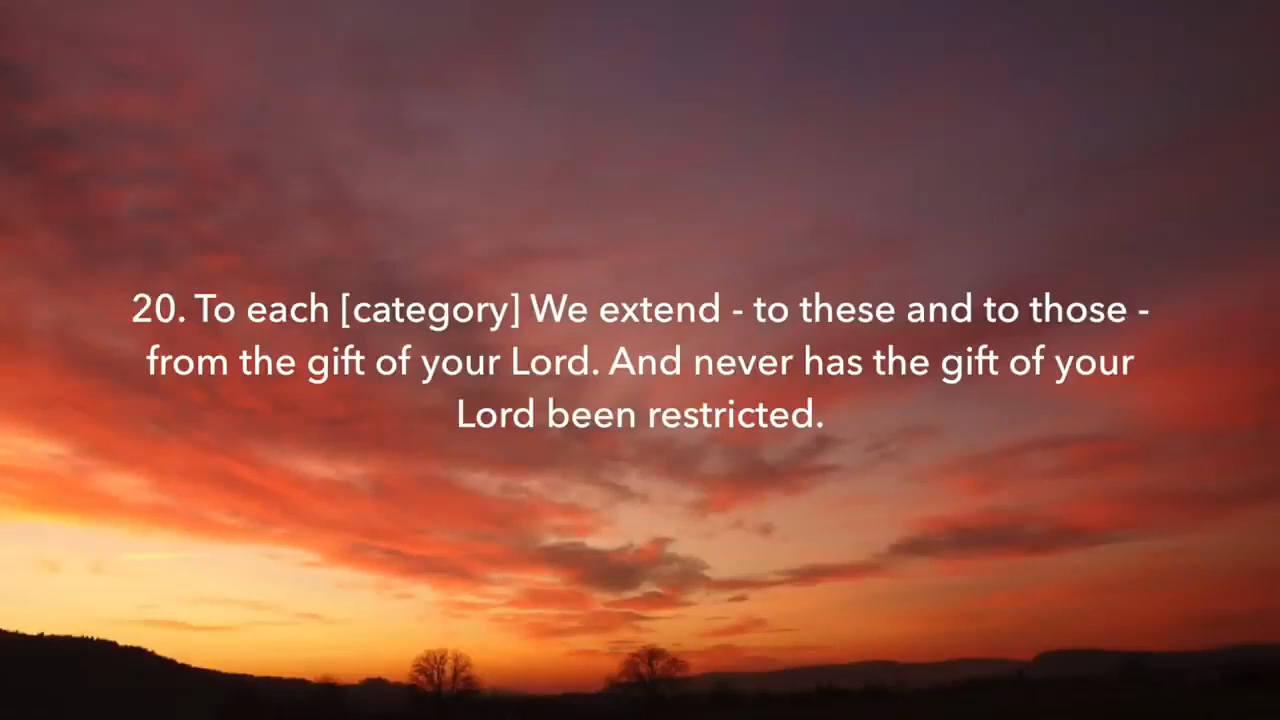 20. To each [category] We extend - to these and to those -
from the gift of your Lord. And never has the gift of your
Lord been restricted.